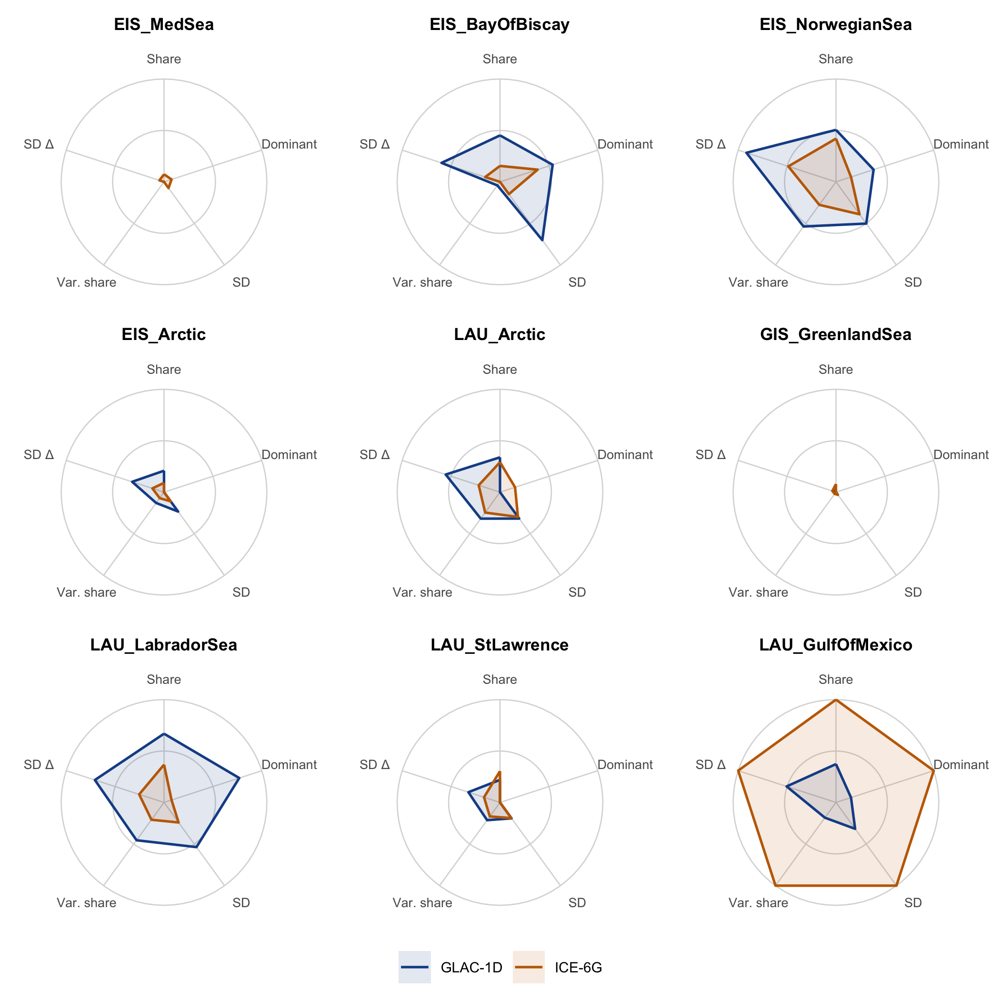 EIS_MedSea
Share
Dominant
SD Δ
Var. share
SD
EIS_BayOfBiscay
Share
Dominant
SD Δ
Var. share
SD
EIS_NorwegianSea
Share
Dominant
SD Δ
Var. share
SD
EIS_Arctic
Share
Dominant
SD Δ
Var. share
SD
LAU_Arctic
Share
Dominant
SD Δ
Var. share
SD
GIS_GreenlandSea
Share
Dominant
SD Δ
Var. share
SD
LAU_LabradorSea
Share
Dominant
SD Δ
Var. share
SD
LAU_StLawrence
Share
Dominant
SD Δ
Var. share
SD
LAU_GulfOfMexico
Share
Dominant
SD Δ
Var. share
SD
GLAC-1D
ICE-6G